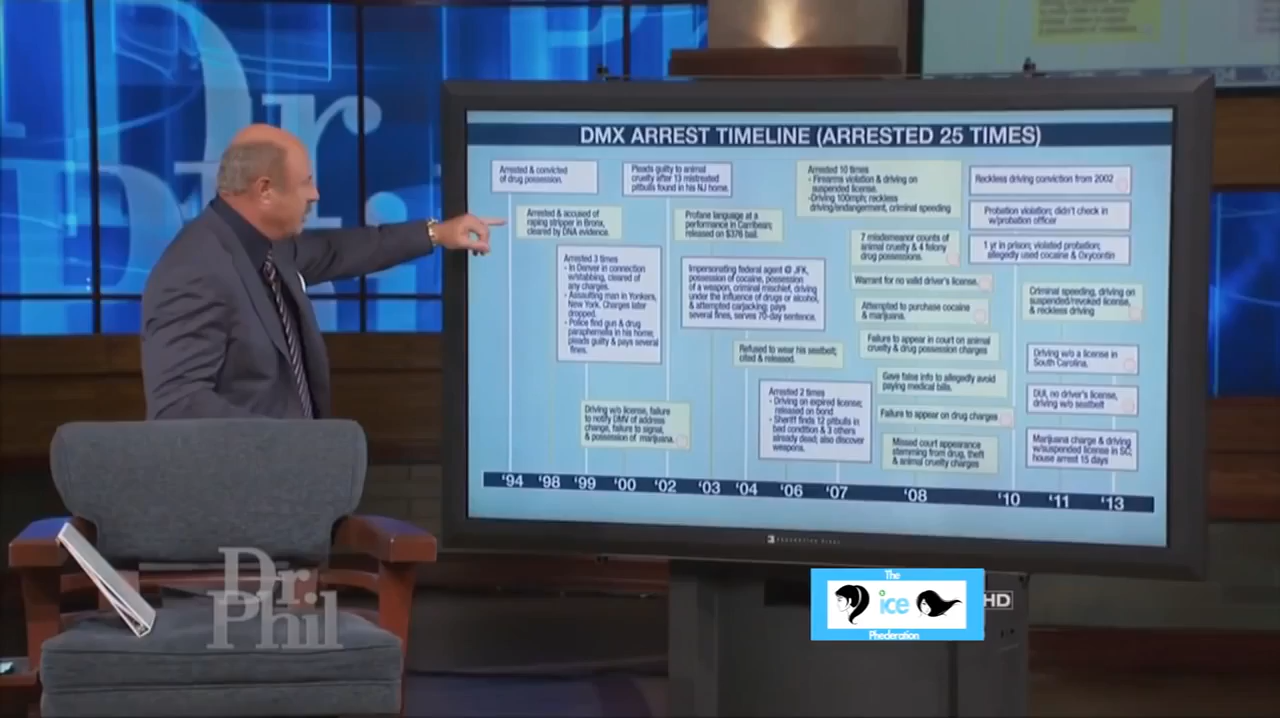 Dr.
Phil
DMX ARREST TIMELINE (ARRESTED 25 TIMES)
Arrested & convicted
of drug possession.
Pleads guilty to animal
cruelty after 13 mistreated
pitbulls found in his NJ home.
Arrested 10 times
- Firearms violation & driving on
suspended license.
-Driving 100mph; reckless
driving/endangerment, criminal speeding
Reckless driving conviction from 2002
Arrested & accused of
raping stripper in Bronx,
cleared by DNA evidence.
Profane language at a
performance in Carribean;
released on $376 bail.
Probation violation; didn't check in
w/probation officer
7 misdemeanor counts of
animal cruelty & 4 felony
drug possessions.
1 yr in prison; violated probation;
allegedly used cocaine & Oxycontin
Arrested 3 times
- In Denver in connection
w/stabbing, cleared of
any charges.
- Assaulting man in Yonkers,
New York. Charges later
dropped.
- Police find gun & drug
paraphernalia in his home;
pleads guilty & pays several
fines.
Impersonating federal agent @ JFK,
possession of cocaine, possession
of a weapon, criminal mischief, driving
under the influence of drugs or alcohol,
& attempted carjacking; pays
several fines, serves 70-day sentence.
Warrant for no valid driver's license.
Criminal speeding, driving on
suspended/revoked license,
& reckless driving
Attempted to purchase cocaine
& marijuana.
Failure to appear in court on animal
cruelty & drug possession charges
Refused to wear his seatbelt;
cited & released.
Driving w/o a license in
South Carolina.
Gave false info to allegedly avoid
paying medical bills.
Arrested 2 times
- Driving on expired license;
released on bond
- Sheriff finds 12 pitbulls in
bad condition & 3 others
already dead; also discover
weapons.
DUI, no driver's license,
driving w/o seatbelt
Driving w/o license, failure
to notify DMV of address
change, failure to signal,
& possession of marijuana.
Failure to appear on drug charges
Missed court appearance
stemming from drug, theft
& animal cruelty charges
Marijuana charge & driving
w/suspended license in SC;
house arrest 15 days
'94 '98 '99 '00 '02 '03 '04 '06 '07 '08 '10 '11 '13
Dr.
Phil
The
ice
Phederation
HD